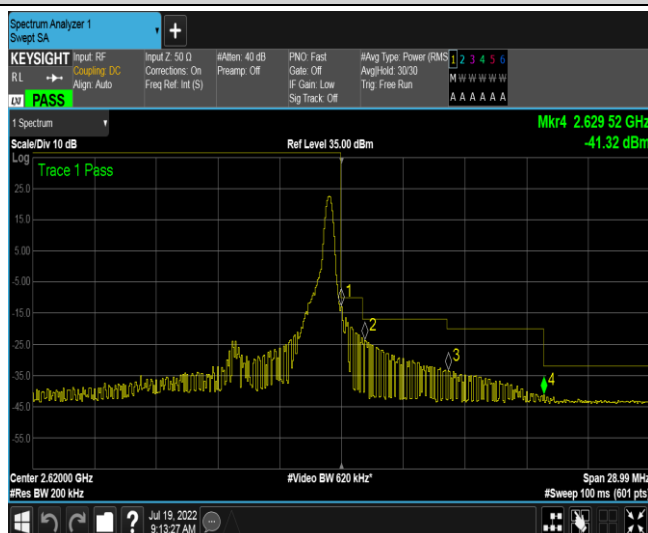 Spectrum Analyzer 1
Swept SA
+
KEYSIGHT Input: RF Input Z: 50 Ω #Atten: 40 dB PNO: Fast #Avg Type: Power (RMS 1 2 3 4 5 6
RL Coupling: DC Corrections: On Preamp: Off Gate: Off Avg|Hold: 30/30 M W W W W W
Align: Auto Freq Ref: Int (S) IF Gain: Low Trig: Free Run
Sig Track: Off A A A A A A
LXI PASS
1 Spectrum Mkr4 2.629 52 GHz
Scale/Div 10 dB Ref Level 35.00 dBm -41.32 dBm
Log
Trace 1 Pass
25.0
15.0
5.00
-5.00
1
-15.0
2
-25.0
3
-35.0
4
-45.0
-55.0
Center 2.62000 GHz #Video BW 620 kHz* Span 28.99 MHz
#Res BW 200 kHz #Sweep 100 ms (601 pts)
? Jul 19, 2022
9:13:27 AM